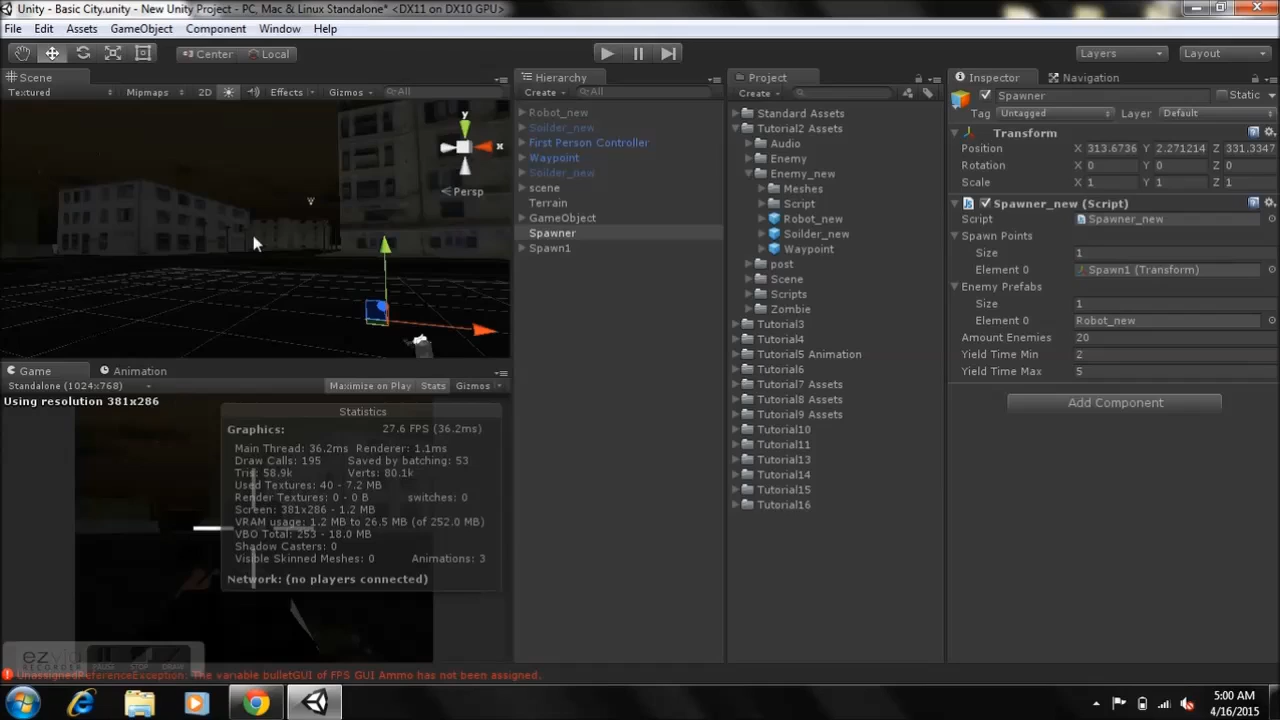 Unity - Basic City.unity - New Unity Project - PC, Mac & Linux Standalone* <DX11 on DX10 GPU>
File Edit Assets GameObject Component Window Help
Center Local Layers Layout
Scene
Textured Mipmaps 2D Effects Gizmos All
y
x
Persp
Game Animation
Standalone (1024x768) Maximize on Play Stats Gizmos
Using resolution 381x286
Statistics
Graphics: 27.6 FPS (36.2ms)
Main Thread: 36.2ms Renderer: 1.1ms
Draw Calls: 195 Saved by batching: 53
Tris: 58.9k Verts: 80.1k
Used Textures: 40 - 7.2 MB
Render Textures: 0 - 0 B switches: 0
Screen: 381x286 - 1.2 MB
VRAM usage: 1.2 MB to 26.5 MB (of 252.0 MB)
VBO Total: 253 - 18.0 MB
Shadow Casters: 0
Visible Skinned Meshes: 0 Animations: 3
Network: (no players connected)
ezvid
RECORDER
PAUSE STOP DRAW
Hierarchy
Create All
Robot_new
Soilder_new
First Person Controller
Waypoint
Soilder_new
scene
Terrain
GameObject
Spawner
Spawn1
Project
Create
Standard Assets
Tutorial2 Assets
Audio
Enemy
Enemy_new
Meshes
Script
Robot_new
Soilder_new
Waypoint
post
Scene
Scripts
Zombie
Tutorial3
Tutorial4
Tutorial5 Animation
Tutorial6
Tutorial7 Assets
Tutorial8 Assets
Tutorial9 Assets
Tutorial10
Tutorial11
Tutorial13
Tutorial14
Tutorial15
Tutorial16
Inspector Navigation
Spawner Static
Tag Untagged Layer Default
Transform
Position X 313.6736 Y 2.271214 Z 331.3347
Rotation X 0 Y 0 Z 0
Scale X 1 Y 1 Z 1
Spawner_new (Script)
Script Spawner_new
Spawn Points
Size 1
Element 0 Spawn1 (Transform)
Enemy Prefabs
Size 1
Element 0 Robot_new
Amount Enemies 20
Yield Time Min 2
Yield Time Max 5
Add Component
UnassignedReferenceException: The variable bulletGUI of FPS GUI Ammo has not been assigned.
5:00 AM
4/16/2015